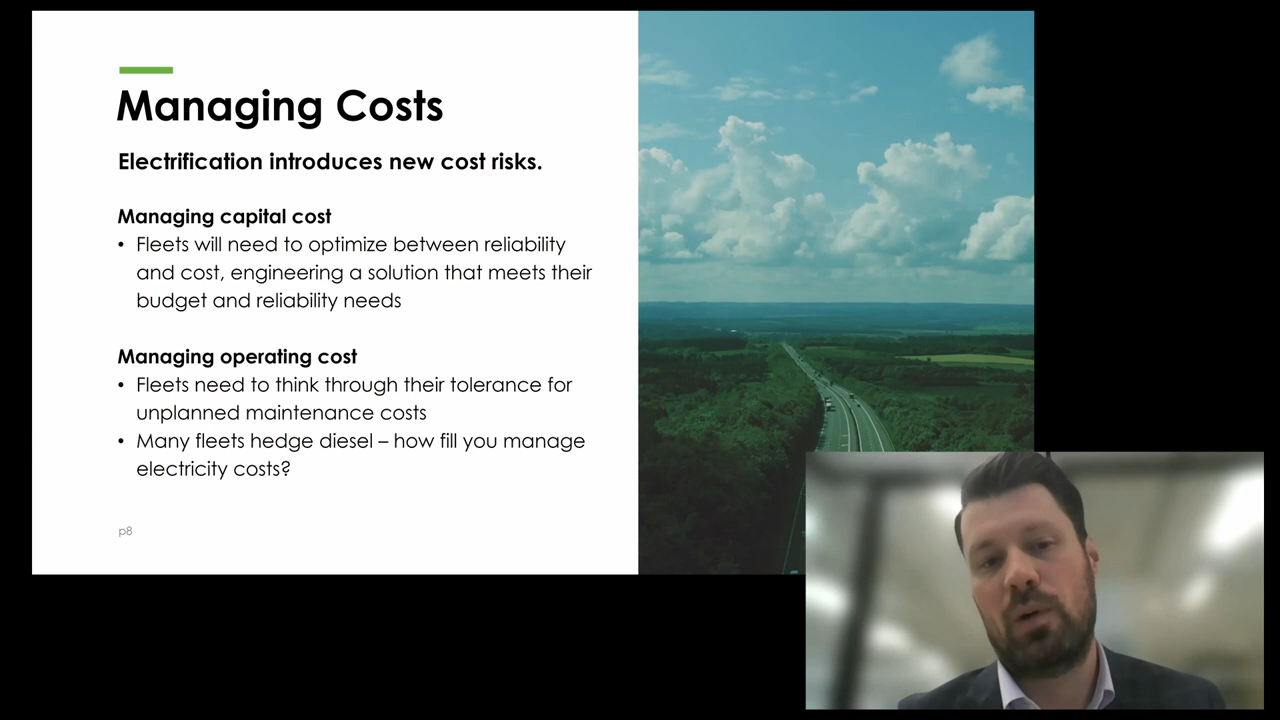 Managing Costs
Electrification introduces new cost risks.
Managing capital cost
• Fleets will need to optimize between reliability
and cost, engineering a solution that meets their
budget and reliability needs
Managing operating cost
• Fleets need to think through their tolerance for
unplanned maintenance costs
• Many fleets hedge diesel – how fill you manage
electricity costs?
p8